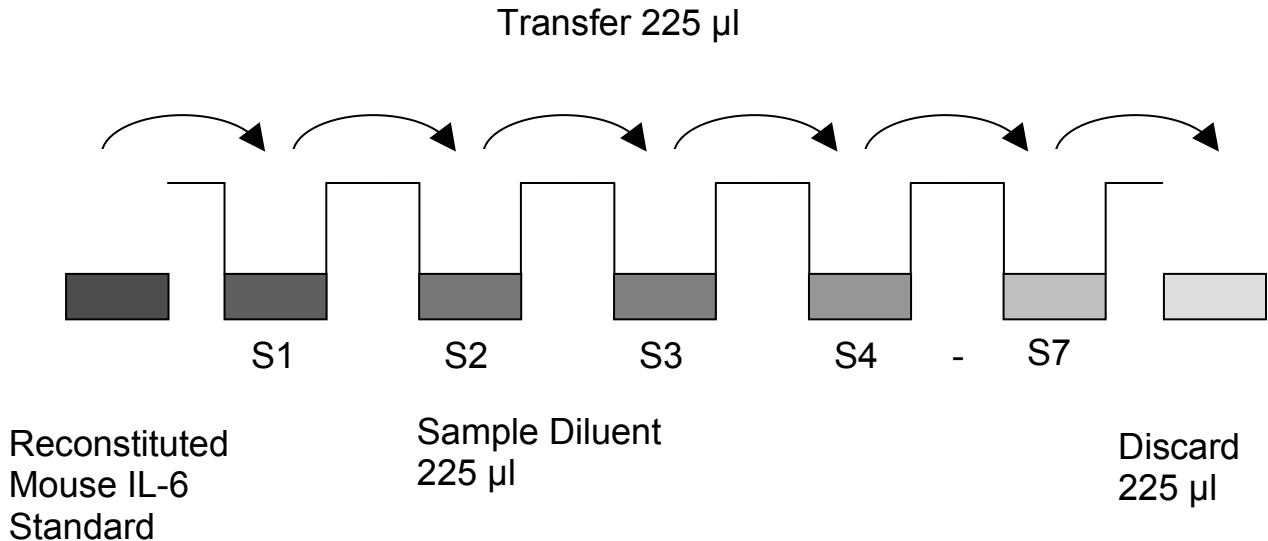 Transfer 225 µl
S1 S2 S3 S4 - S7
Reconstituted
Mouse IL-6
Standard
Sample Diluent
225 µl
Discard
225 µl